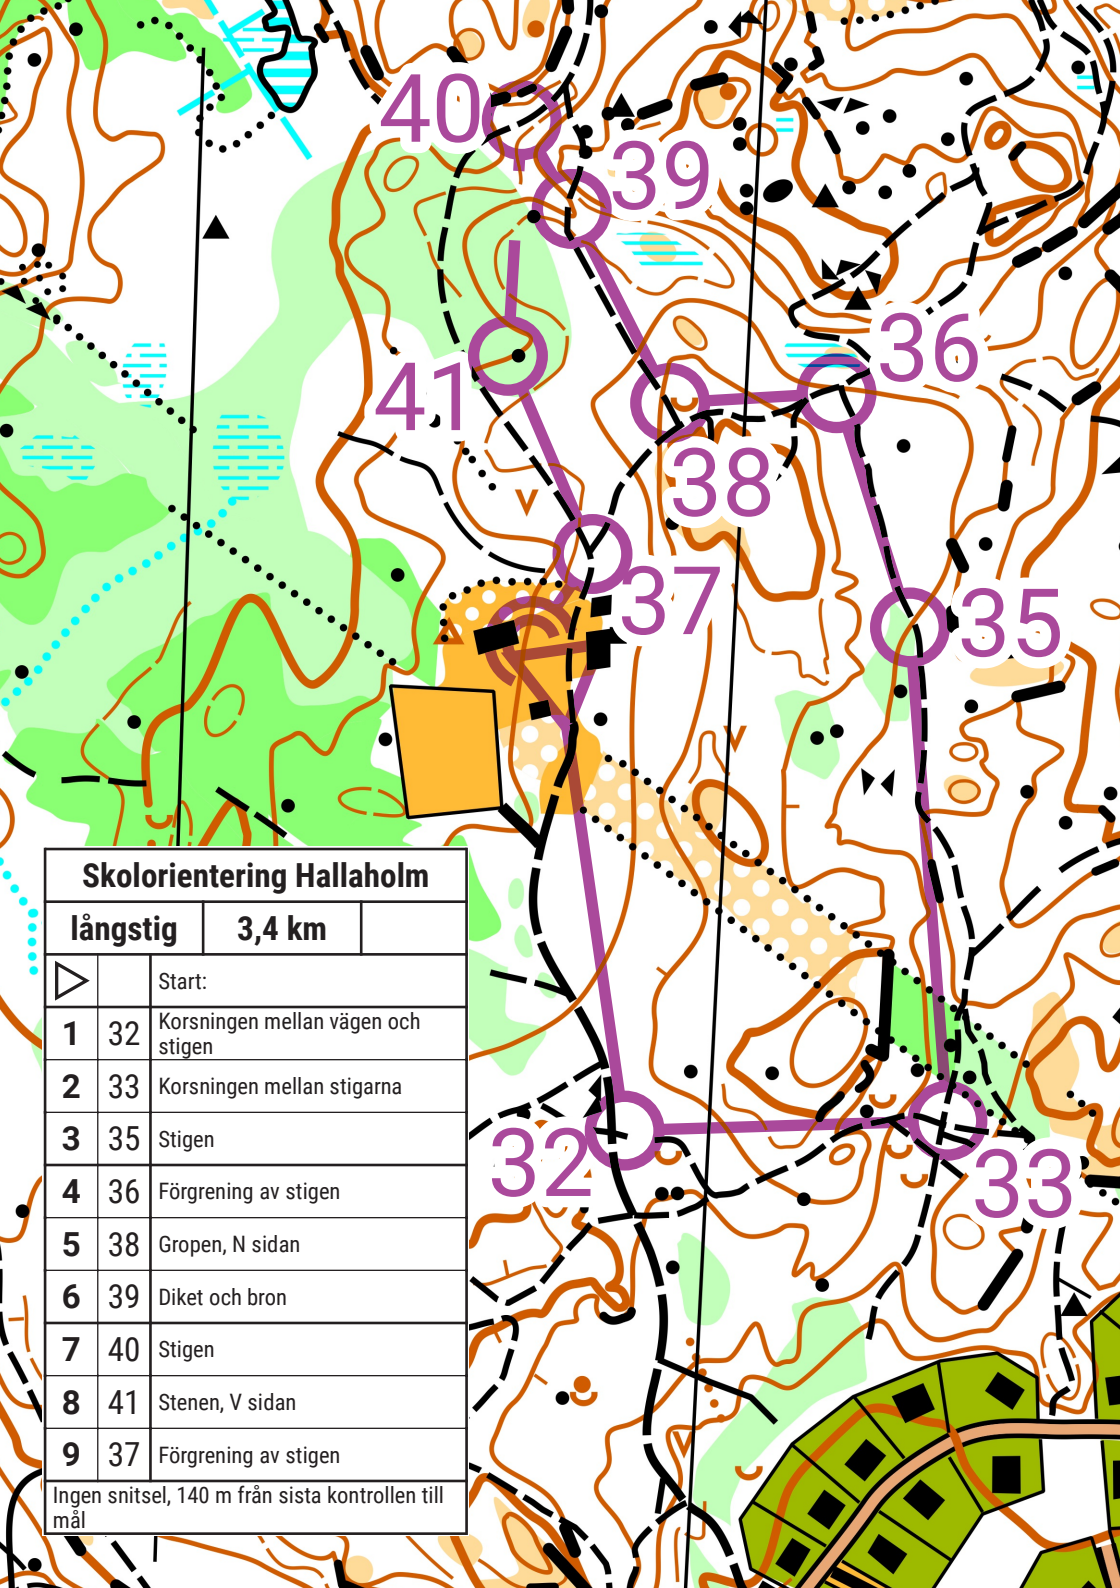 40
39
36
41
38
37
35
32
33
Skolorientering Hallaholm
långstig 3,4 km
Start:
1 32 Korsningen mellan vägen och
stigen
2 33 Korsningen mellan stigarna
3 35 Stigen
4 36 Förgrening av stigen
5 38 Gropen, N sidan
6 39 Diket och bron
7 40 Stigen
8 41 Stenen, V sidan
9 37 Förgrening av stigen
Ingen snitsel, 140 m från sista kontrollen till
mål